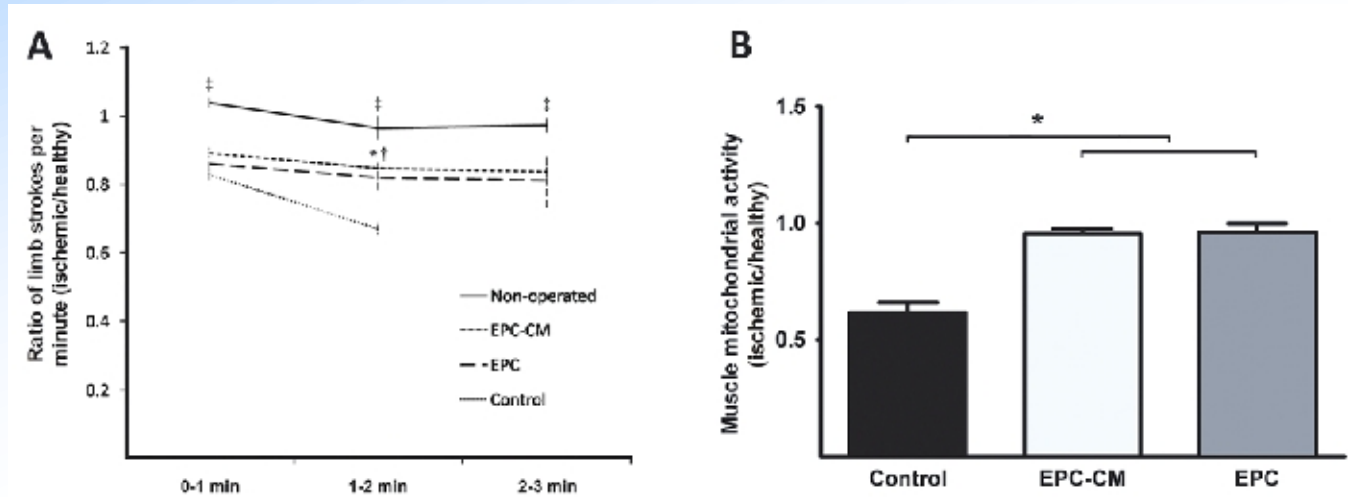 A
Ratio of limb strokes per
minute (ischemic/healthy)
1.2
1
0.8
0.6
0.4
0.2
‡
‡
*†
‡
Non-operated
EPC-CM
EPC
Control
0-1 min
1-2 min
2-3 min
B
Muscle mitochondrial activity
(ischemic/healthy)
1.5
1.0
0.5
*
Control
EPC-CM
EPC